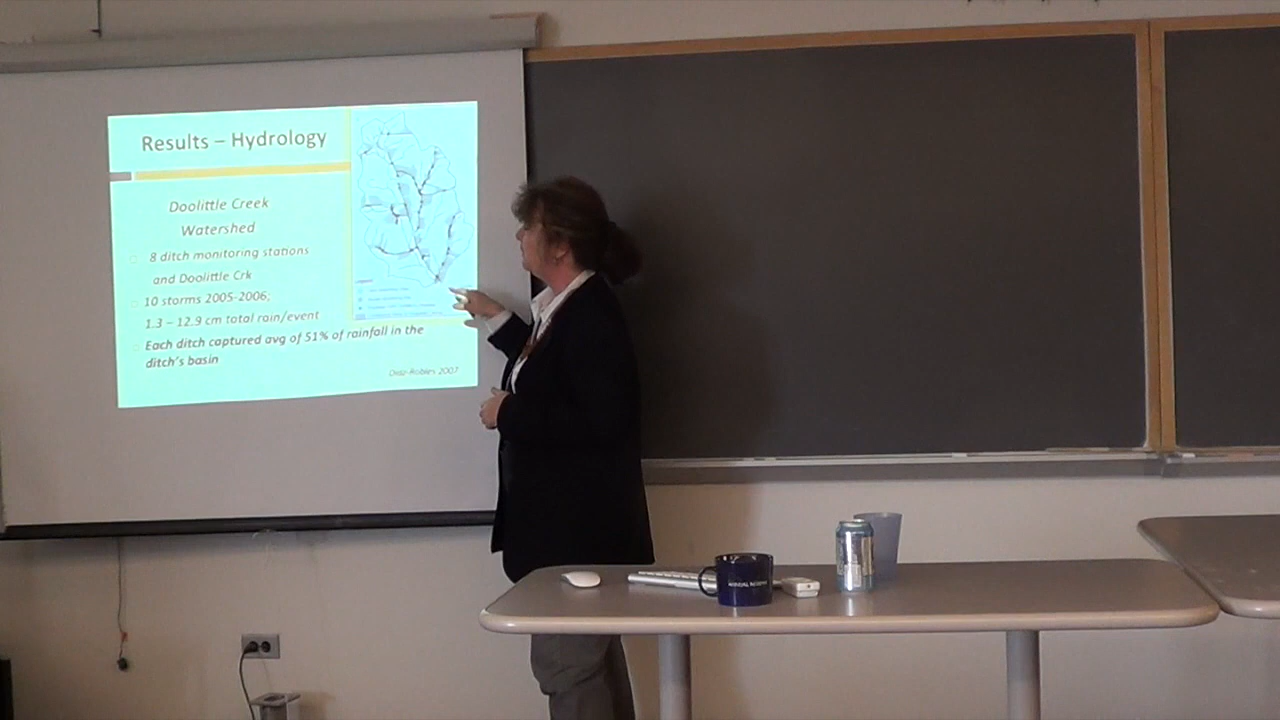 Results – Hydrology
Doolittle Creek
Watershed
8 ditch monitoring stations
and Doolittle Crk
10 storms 2005-2006;
1.3 – 12.9 cm total rain/event
Each ditch captured avg of 51% of rainfall in the
ditch's basin
Diaz-Robles 2007